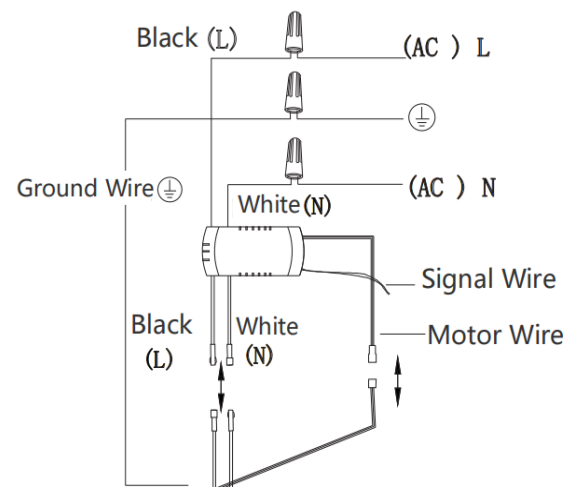 Black (L)
(AC ) L
Ground Wire
(AC ) N
White (N)
Signal Wire
Black
(L)
White
(N)
Motor Wire